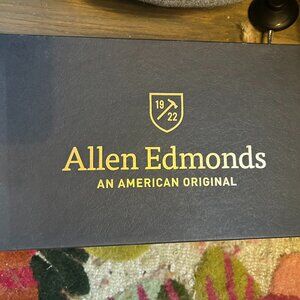 19
22
Allen Edmonds
AN AMERICAN ORIGINAL